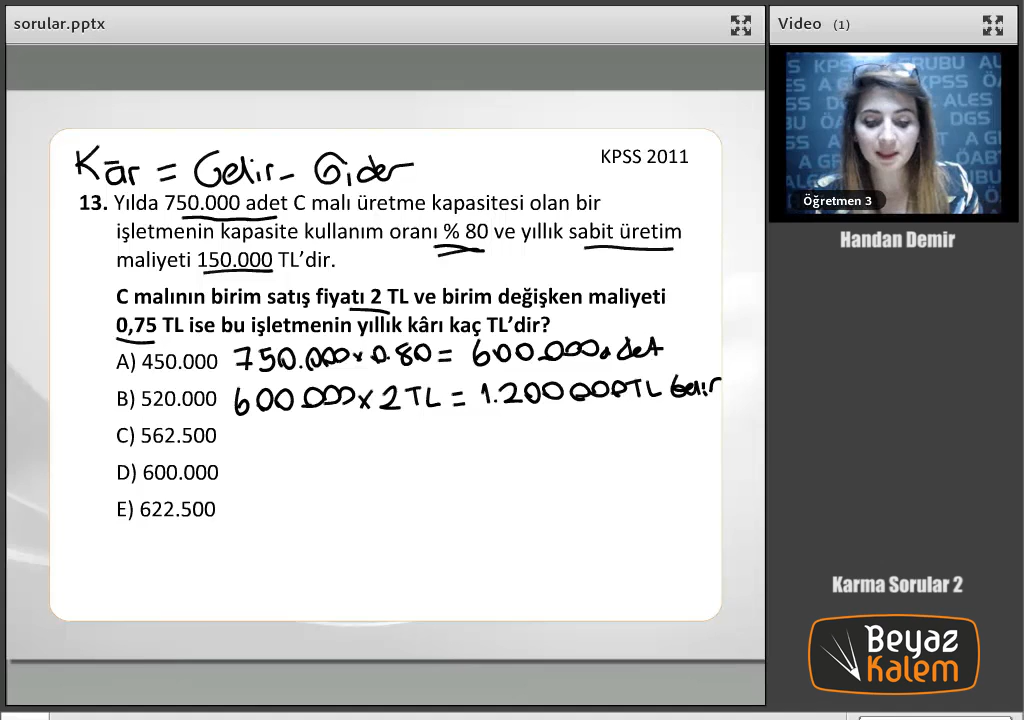 sorular.pptx
Video (1)
KPSS 2011
Kār = Gelir - Gider
13. Yılda 750.000 adet C malı üretme kapasitesi olan bir
işletmenin kapasite kullanım oranı % 80 ve yıllık sabit üretim
maliyeti 150.000 TL’dir.
C malının birim satış fiyatı 2 TL ve birim değişken maliyeti
0,75 TL ise bu işletmenin yıllık kârı kaç TL’dir?
A) 450.000 750.000 x 0.80 = 600.000 adet
B) 520.000 600.000 x 2 TL = 1.200 000 TL Gelir
C) 562.500
D) 600.000
E) 622.500
Öğretmen 3
Handan Demir
Karma Sorular 2
Beyaz
Kalem